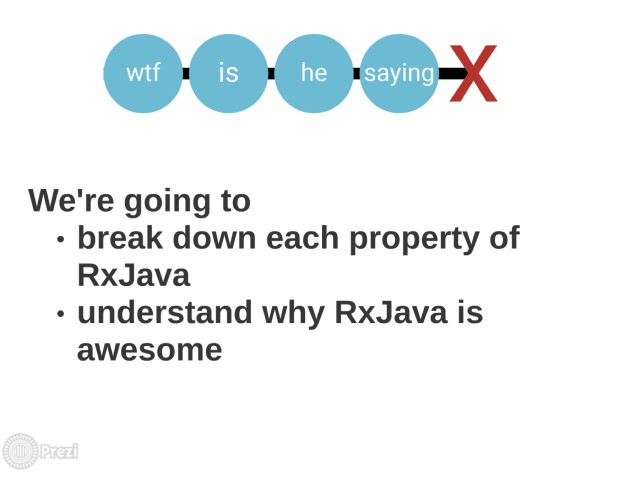 wtf is he saying X
We're going to
• break down each property of
RxJava
• understand why RxJava is
awesome
Prezi